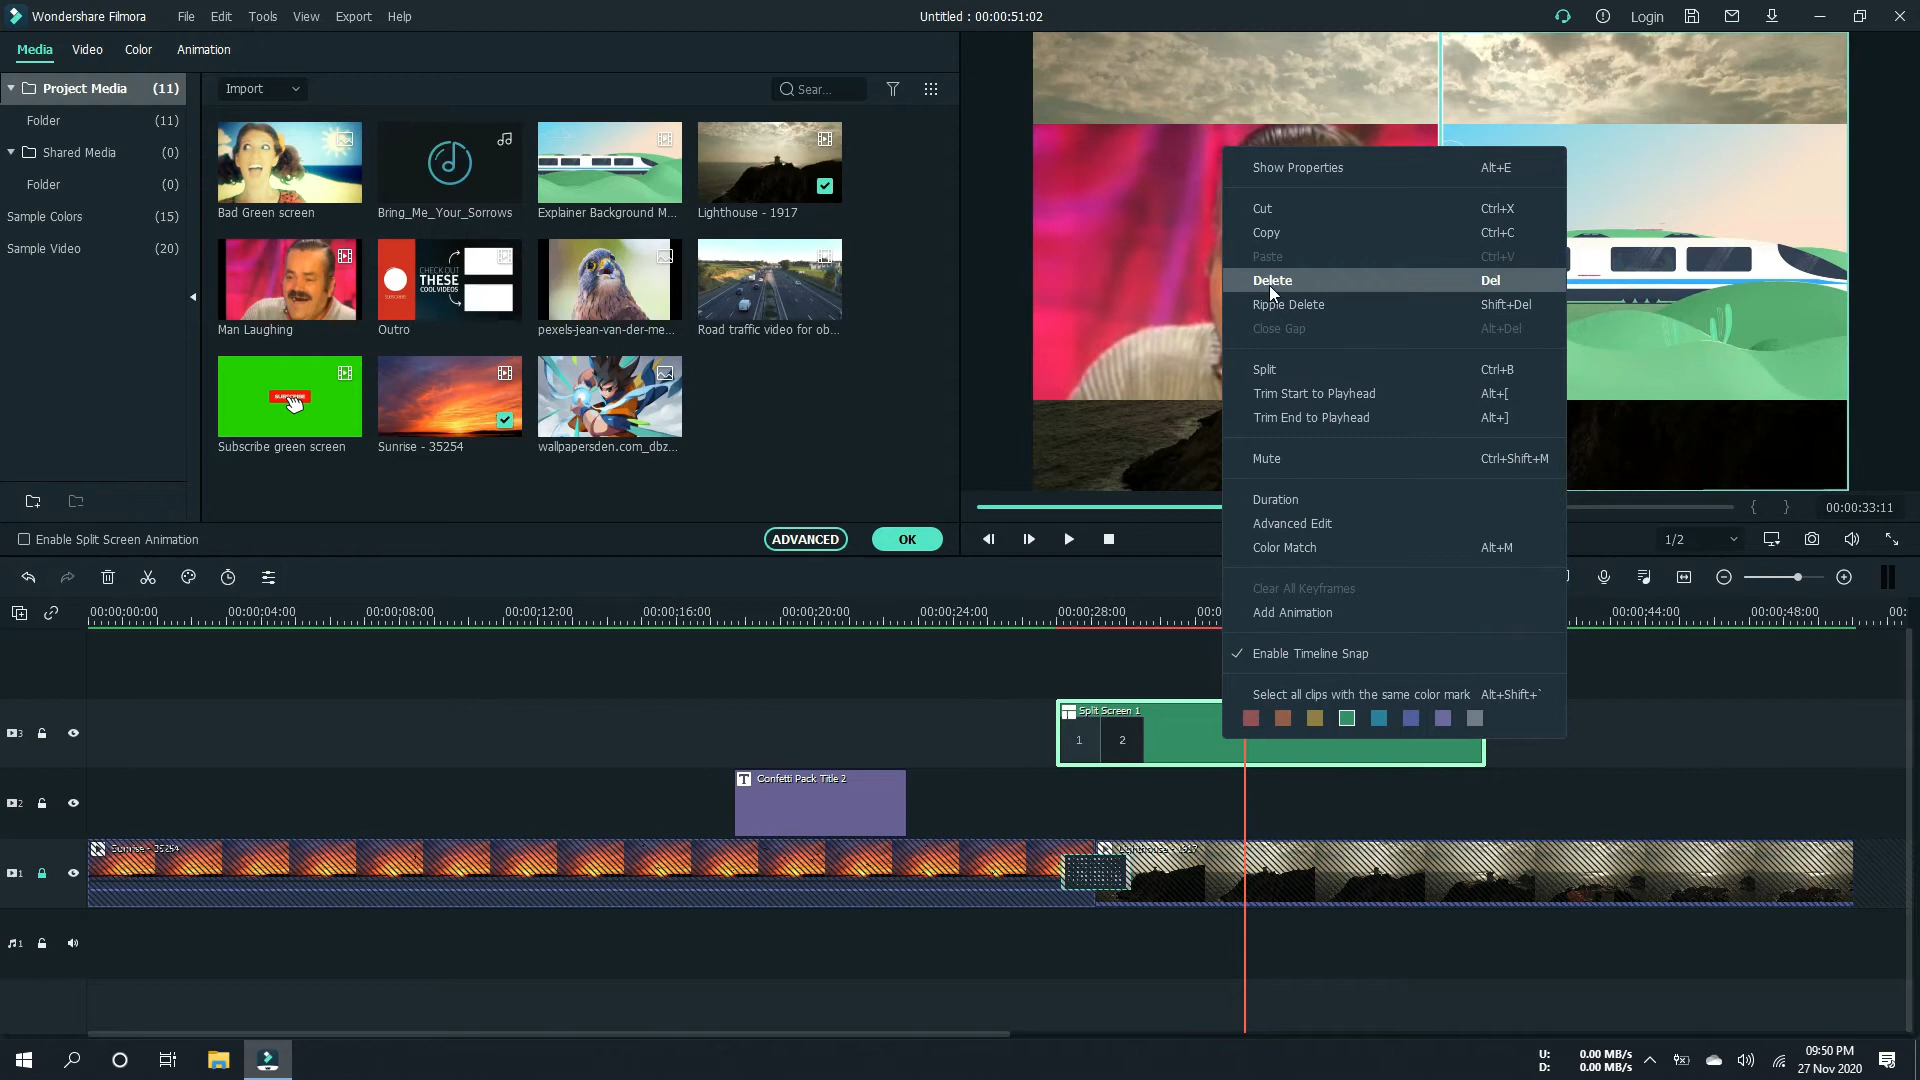 Wondershare Filmora
File
Edit
Tools
View
Export
Help
Untitled : 00:00:51:02
Login
Media
Video
Color
Animation
Project Media (11)
Folder (11)
Shared Media (0)
Folder (0)
Sample Colors (15)
Sample Video (20)
Import
Sear...
Bad Green screen
Bring_Me_Your_Sorrows
Explainer Background M...
Lighthouse - 1917
CHECK OUT
THESE
COOL VIDEOS
Man Laughing
Outro
pexels-jean-van-der-me...
Road traffic video for ob...
SUBSCRIBE
Subscribe green screen
Sunrise - 35254
wallpapersden.com_dbz...
Enable Split Screen Animation
ADVANCED
OK
Show Properties Alt+E
Cut Ctrl+X
Copy Ctrl+C
Paste Ctrl+V
Delete Del
Ripple Delete Shift+Del
Close Gap Alt+Del
Split Ctrl+B
Trim Start to Playhead Alt+[
Trim End to Playhead Alt+]
Mute Ctrl+Shift+M
Duration
Advanced Edit
Color Match Alt+M
Clear All Keyframes
Add Animation
Enable Timeline Snap
Select all clips with the same color mark Alt+Shift+`
{ }
00:00:33:11
1/2
00:00:00:00
00:00:04:00
00:00:08:00
00:00:12:00
00:00:16:00
00:00:20:00
00:00:24:00
00:00:28:00
00:00:44:00
00:00:48:00
3
Split Screen 1
1 2
2
T Confetti Pack Title 2
1
Sunrise - 35254
Lighthouse - 1917
1
U: 0.00 MB/s
D: 0.00 MB/s
09:50 PM
27 Nov 2020